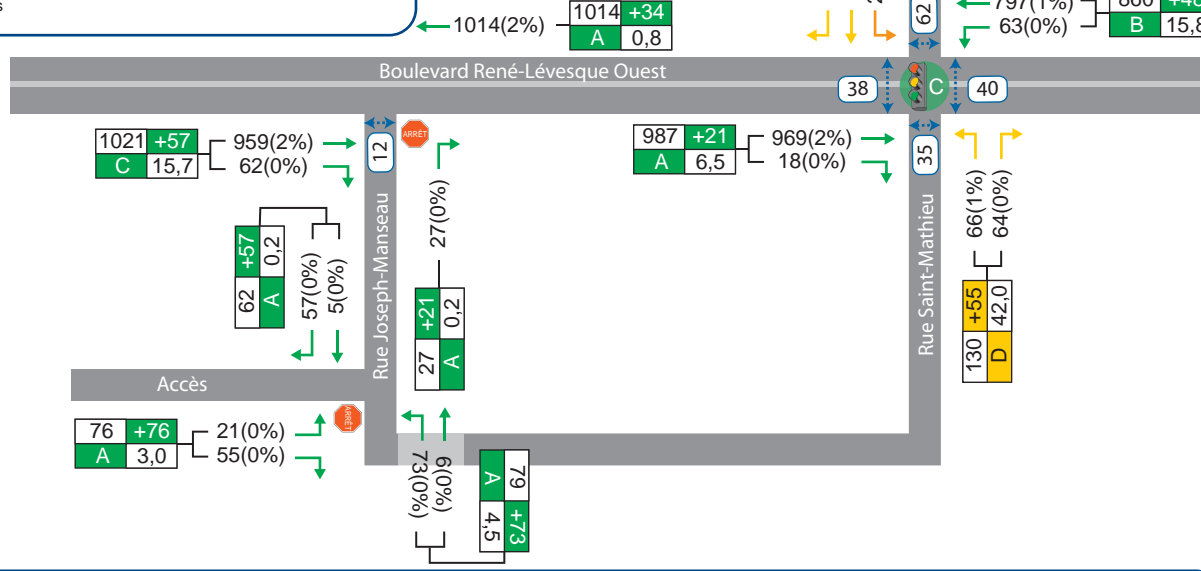 s
1014(2%)
1014 +34
A 0,8
62
797(1%)
63(0%)
B 15,8
Boulevard René-Lévesque Ouest
38
C
40
1021 +57
C 15,7
959(2%)
62(0%)
12
ARRÊT
27(0%)
987 +21
A 6,5
969(2%)
18(0%)
35
66(1%)
64(0%)
62 +57
A 0,2
57(0%)
5(0%)
Rue Joseph-Manseau
27 +21
A 0,2
Rue Saint-Mathieu
130 +55
D 42,0
Accès
76 +76
A 3,0
21(0%)
55(0%)
ARRÊT
6(0%)
73(0%)
79 +73
A 4,5